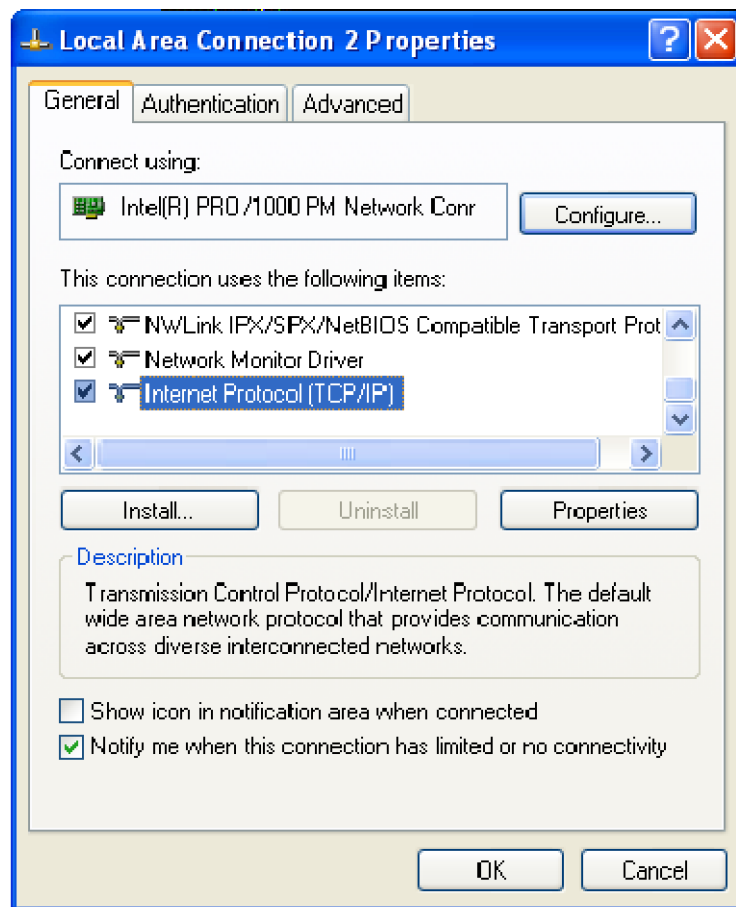 Local Area Connection 2 Properties
General Authentication Advanced
Connect using:
Intel(R) PRO/1000 PM Network Conr
Configure...
This connection uses the following items:
NWLink IPX/SPX/NetBIOS Compatible Transport Prot
Network Monitor Driver
Internet Protocol (TCP/IP)
Install... Uninstall Properties
Description
Transmission Control Protocol/Internet Protocol. The default
wide area network protocol that provides communication
across diverse interconnected networks.
Show icon in notification area when connected
Notify me when this connection has limited or no connectivity
OK Cancel